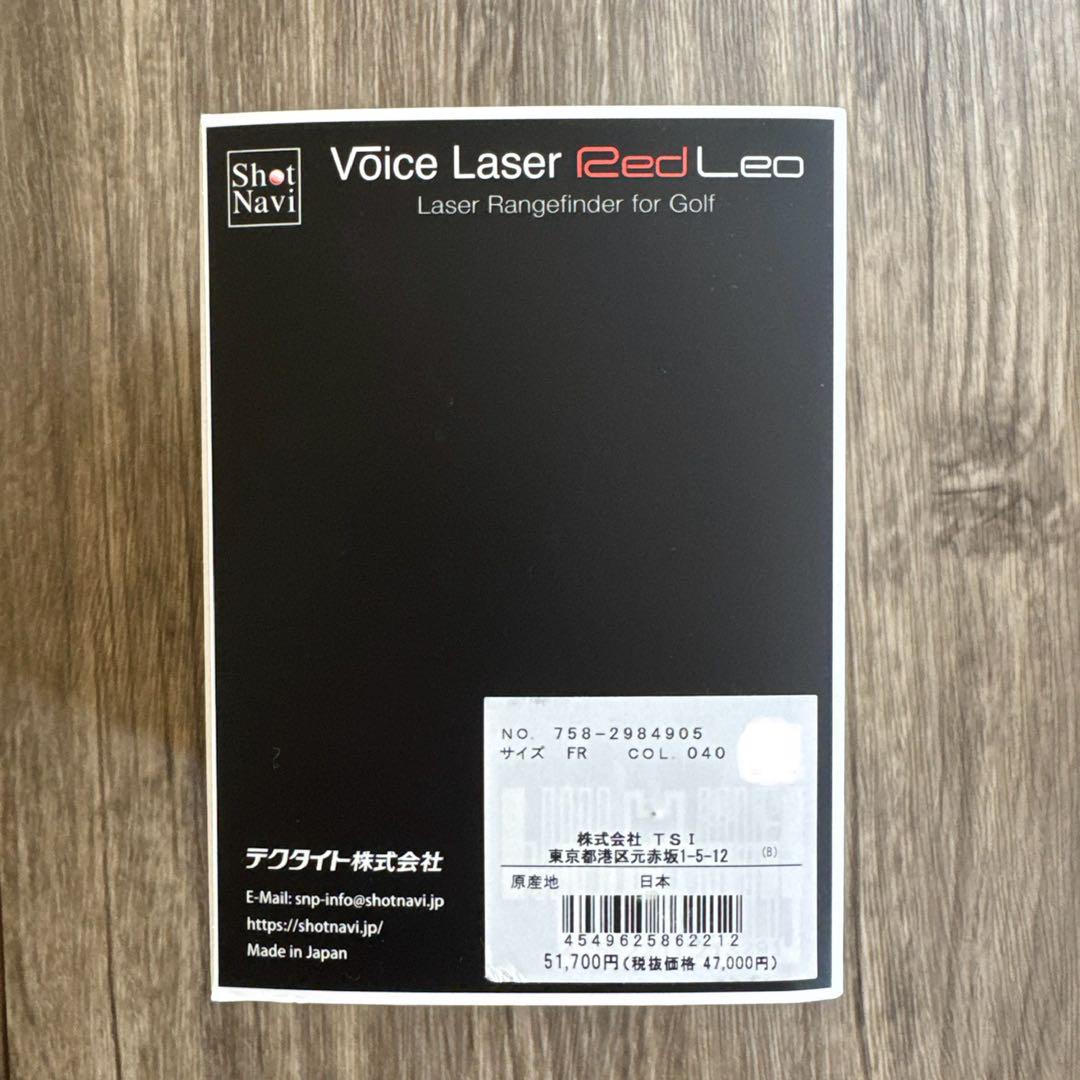 Shot
Navi
Voice Laser Red Leo
Laser Rangefinder for Golf
NO. 758-2984905
サイズ FR COL. 040
株式会社 TSI
東京都港区元赤坂1-5-12 (B)
原産地 日本
4549625862212
51,700円(税抜価格 47,000円)
テクタイト株式会社
E-Mail: snp-info@shotnavi.jp
https://shotnavi.jp/
Made in Japan